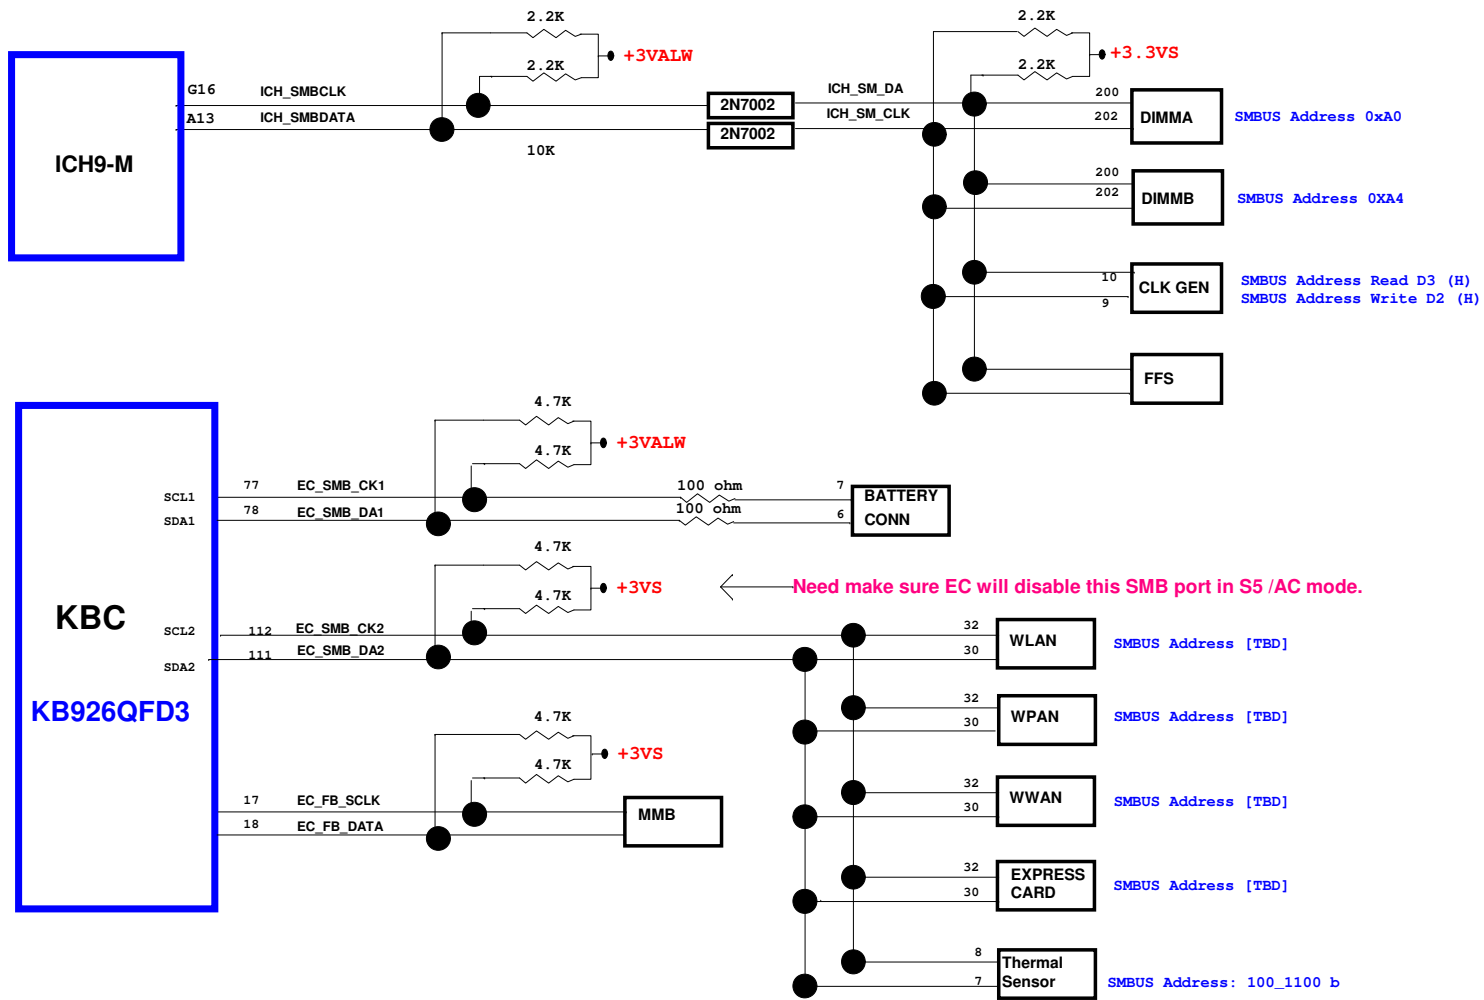 2.2K
2.2K
+3VALW
2.2K
2.2K
+3.3VS
ICH9-M
G16 ICH_SMBCLK
A13 ICH_SMBDATA
10K
2N7002
2N7002
ICH_SM_DA
ICH_SM_CLK
200
202
DIMMA
SMBUS Address 0xA0
200
202
DIMMB
SMBUS Address 0XA4
10
9
CLK GEN
SMBUS Address Read D3 (H)
SMBUS Address Write D2 (H)
FFS
KBC
KB926QFD3
4.7K
4.7K
+3VALW
SCL1 77 EC_SMB_CK1
SDA1 78 EC_SMB_DA1
100 ohm
100 ohm
7
6
BATTERY
CONN
4.7K
4.7K
+3VS
Need make sure EC will disable this SMB port in S5 /AC mode.
SCL2 112 EC_SMB_CK2
SDA2 111 EC_SMB_DA2
32
30
WLAN
SMBUS Address [TBD]
32
30
WPAN
SMBUS Address [TBD]
4.7K
4.7K
+3VS
17 EC_FB_SCLK
18 EC_FB_DATA
MMB
32
30
WWAN
SMBUS Address [TBD]
32
30
EXPRESS
CARD
SMBUS Address [TBD]
8
7
Thermal
Sensor
SMBUS Address: 100_1100 b